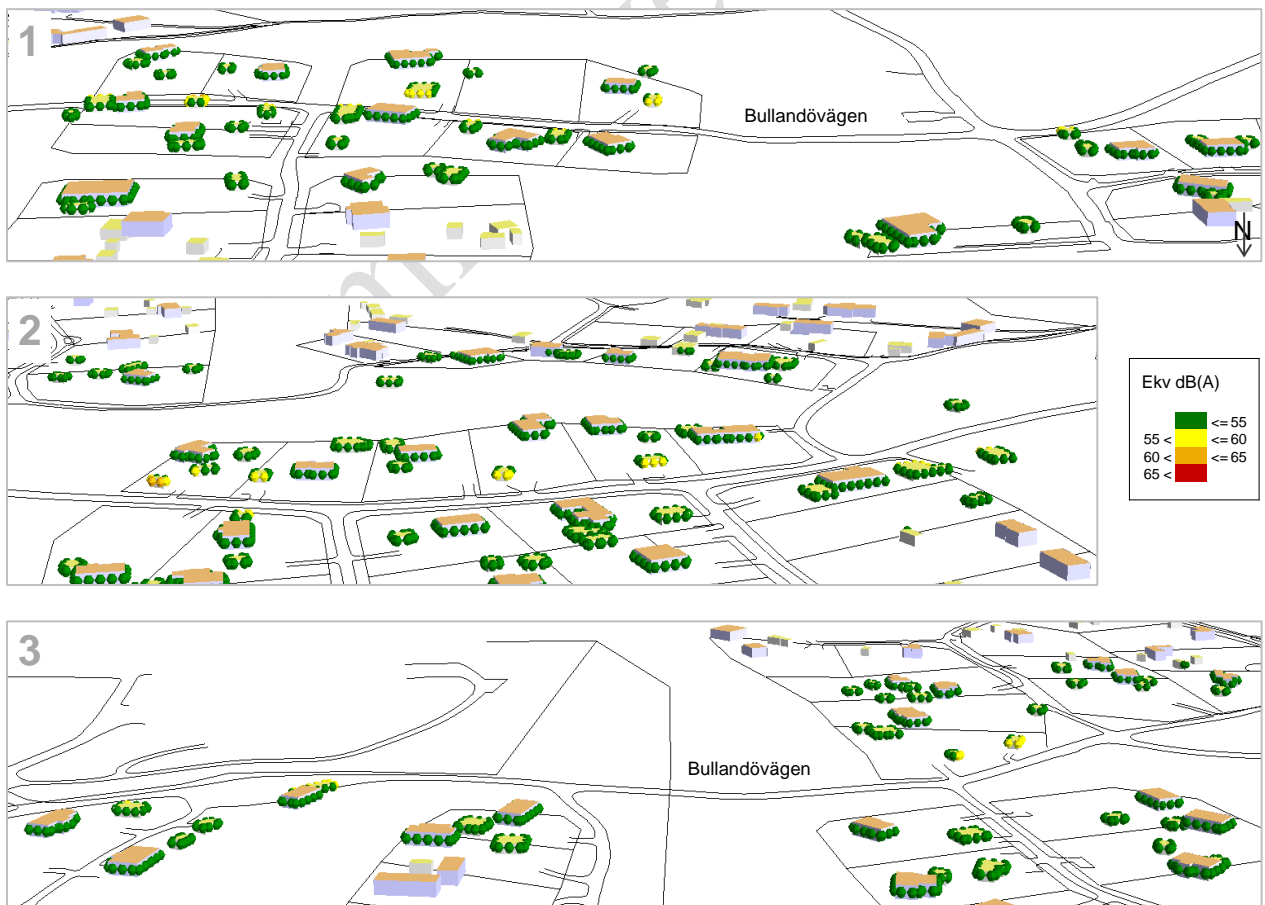 1
Bullandövägen
N
2
Ekv dB(A)
<= 55
55 < <= 60
60 < <= 65
65 <
3
Bullandövägen